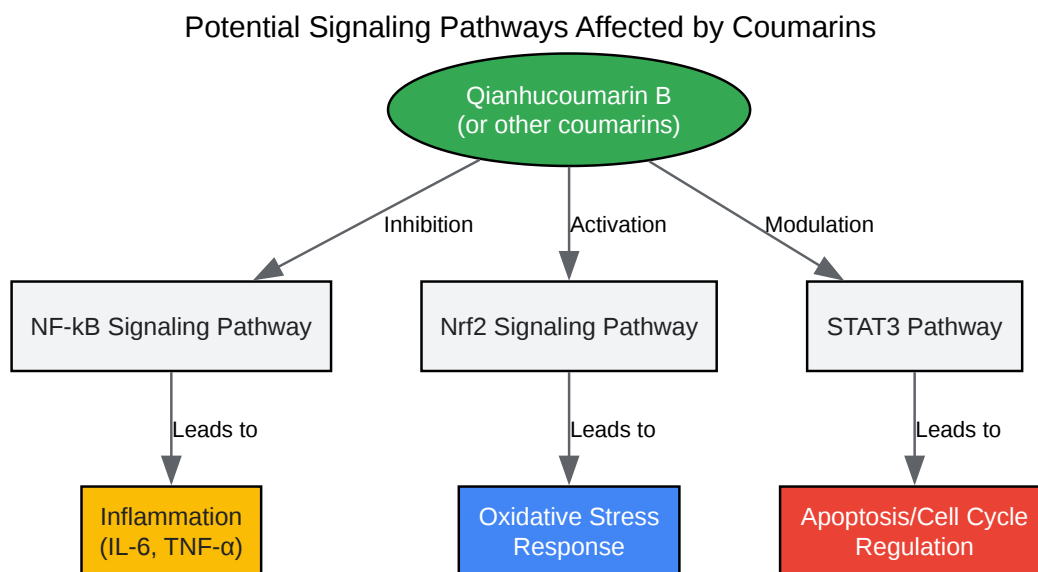 Potential Signaling Pathways Affected by Coumarins
Qianhucoumarin B
(or other coumarins)
Inhibition
Activation
Modulation
NF-kB Signaling Pathway
Nrf2 Signaling Pathway
STAT3 Pathway
Leads to
Leads to
Leads to
Inflammation
(IL-6, TNF-α)
Oxidative Stress
Response
Apoptosis/Cell Cycle
Regulation